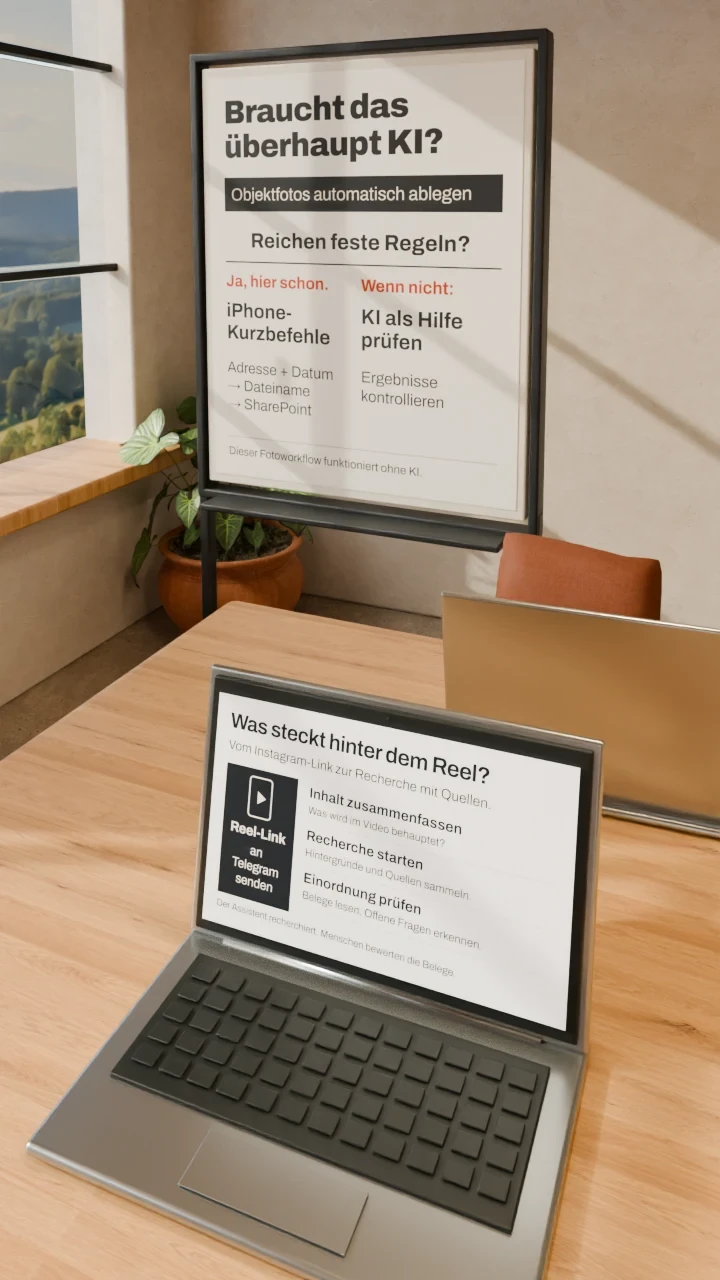 Braucht das
überhaupt KI?
Objektfotos automatisch ablegen
Reichen feste Regeln?
Ja, hier schon.
iPhone-
Kurzbefehle
Adresse + Datum
→ Dateiname
→ SharePoint
Wenn nicht:
KI als Hilfe
prüfen
Ergebnisse
kontrollieren
Dieser Fotoworkflow funktioniert ohne KI.
Was steckt hinter dem Reel?
Vom Instagram-Link zur Recherche mit Quellen.
Reel-Link
an
Telegram
senden
Inhalt zusammenfassen
Was wird im Video behauptet?
Recherche starten
Hintergründe und Quellen sammeln.
Einordnung prüfen
Belege lesen. Offene Fragen erkennen.
Der Assistent recherchiert. Menschen bewerten die Belege.